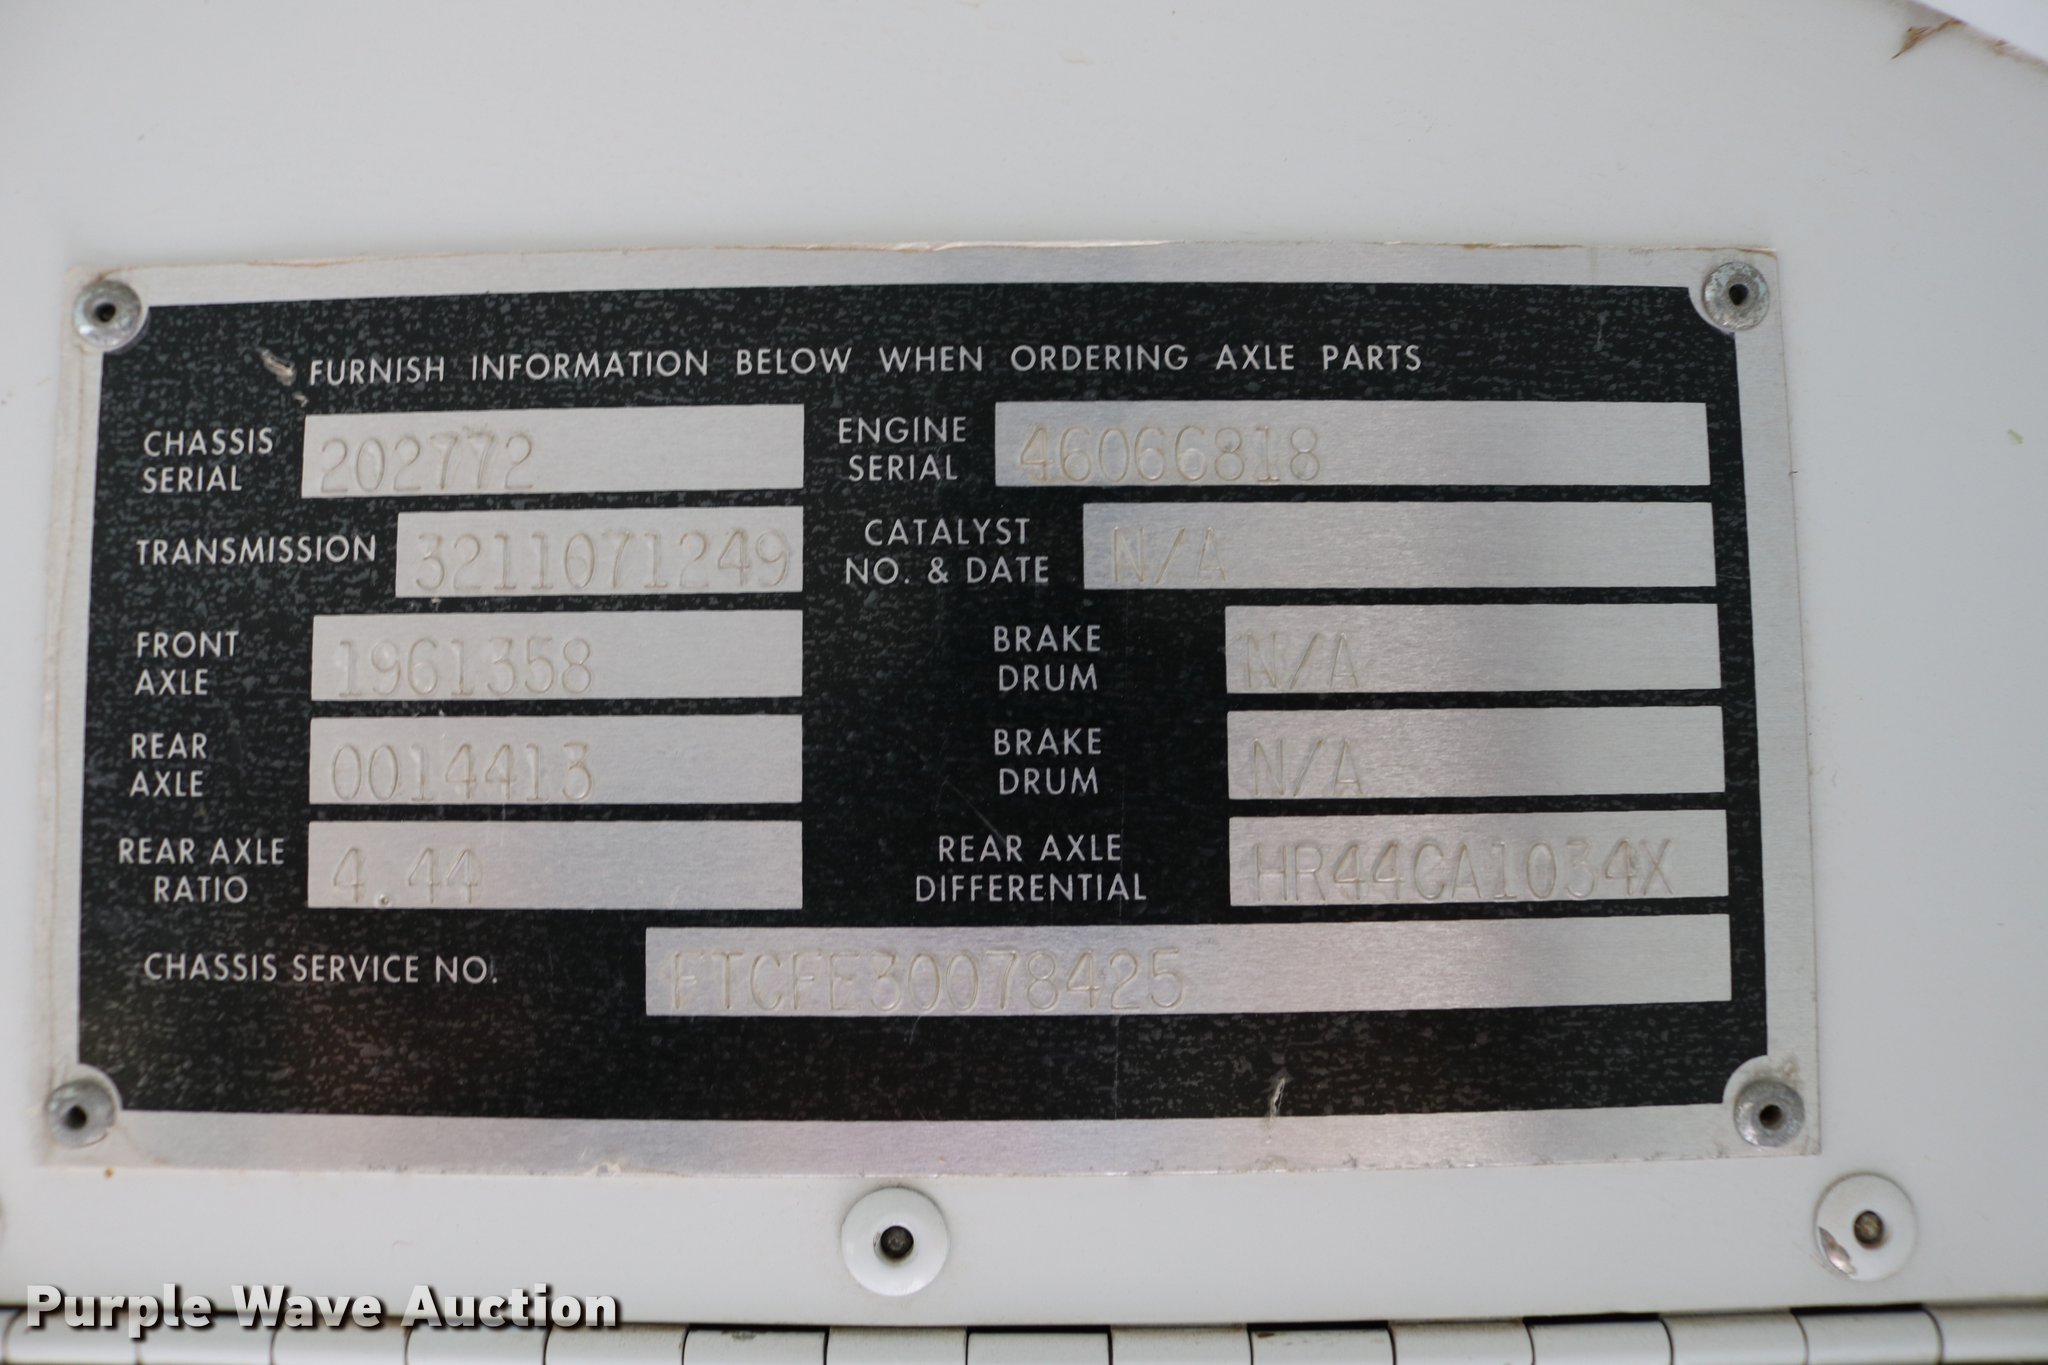 FURNISH INFORMATION BELOW WHEN ORDERING AXLE PARTS
CHASSIS SERIAL 202772
ENGINE SERIAL 46066818
TRANSMISSION 3211071249
CATALYST NO. & DATE N/A
FRONT AXLE 1961358
BRAKE DRUM N/A
REAR AXLE 0014413
BRAKE DRUM N/A
REAR AXLE RATIO 4.44
REAR AXLE DIFFERENTIAL HR44CA1034X
CHASSIS SERVICE NO. FTCFE30078425
Purple Wave Auction